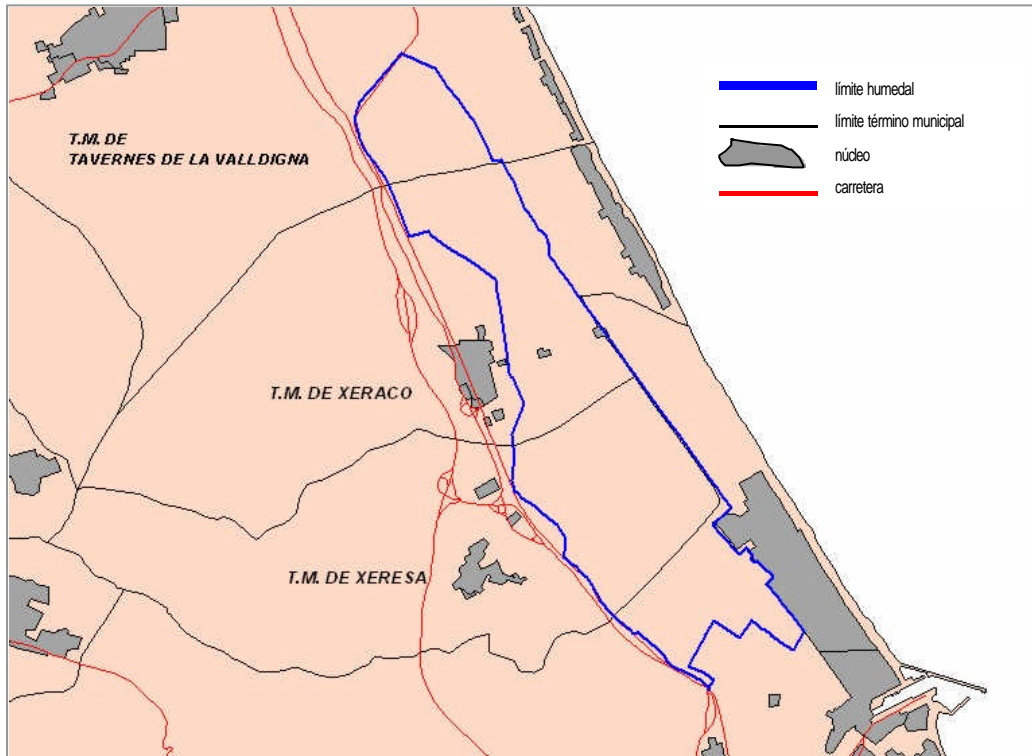 límite humedal
límite término municipal
núcleo
carretera
T.M. DE
TAVERNES DE LA VALLDIGNA
T.M. DE XERACO
T.M. DE XERESA